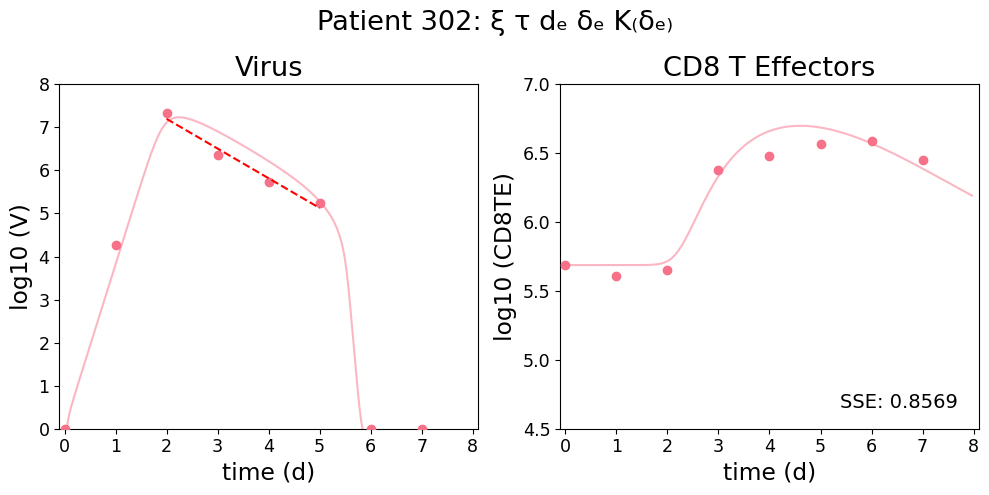 Patient 302: ξ τ dₑ δₑ K₍δₑ₎
Virus
CD8 T Effectors
log10 (V)
8
7
6
5
4
3
2
1
0
0 1 2 3 4 5 6 7 8
time (d)
log10 (CD8TE)
7.0
6.5
6.0
5.5
5.0
4.5
SSE: 0.8569
0 1 2 3 4 5 6 7 8
time (d)